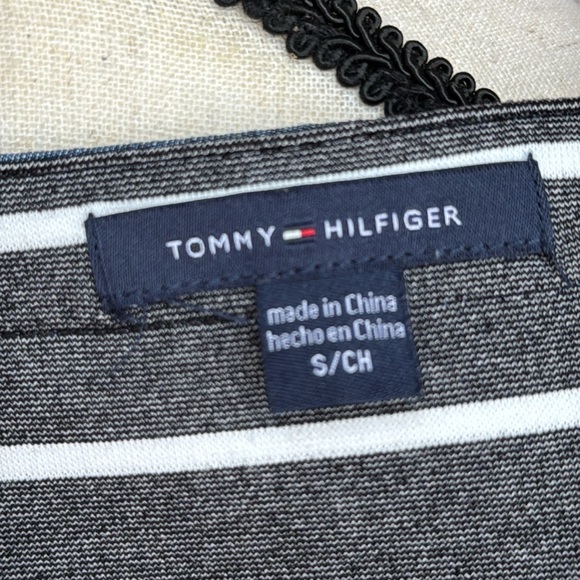 TOMMY HILFIGER
made in China
hecho en China
S/CH